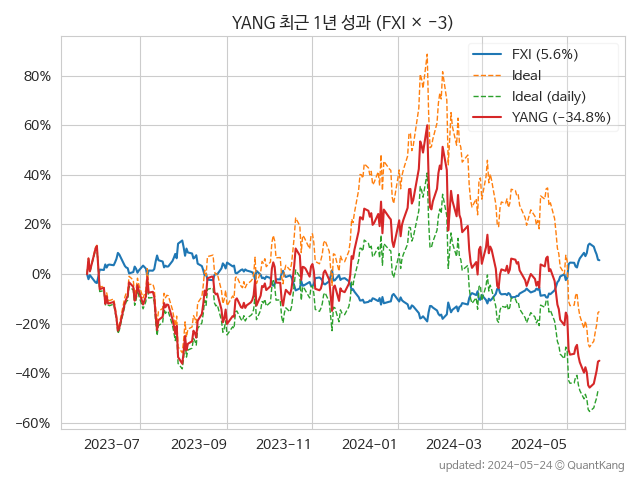 YANG 최근 1년 성과 (FXI × -3)
FXI (5.6%)
Ideal
Ideal (daily)
YANG (-34.8%)
80%
60%
40%
20%
0%
-20%
-40%
-60%
2023-07
2023-09
2023-11
2024-01
2024-03
2024-05
updated: 2024-05-24 © QuantKang